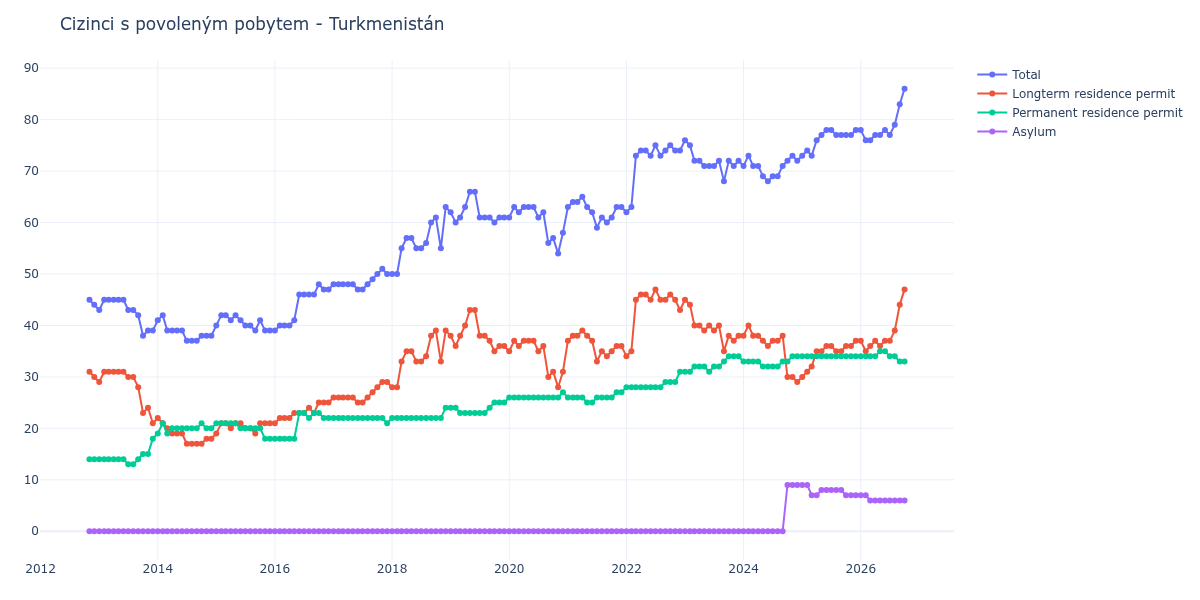 Cizinci s povoleným pobytem - Turkmenistán
90
80
70
60
50
40
30
20
10
0
2012 2014 2016 2018 2020 2022 2024 2026
Total
Longterm residence permit
Permanent residence permit
Asylum